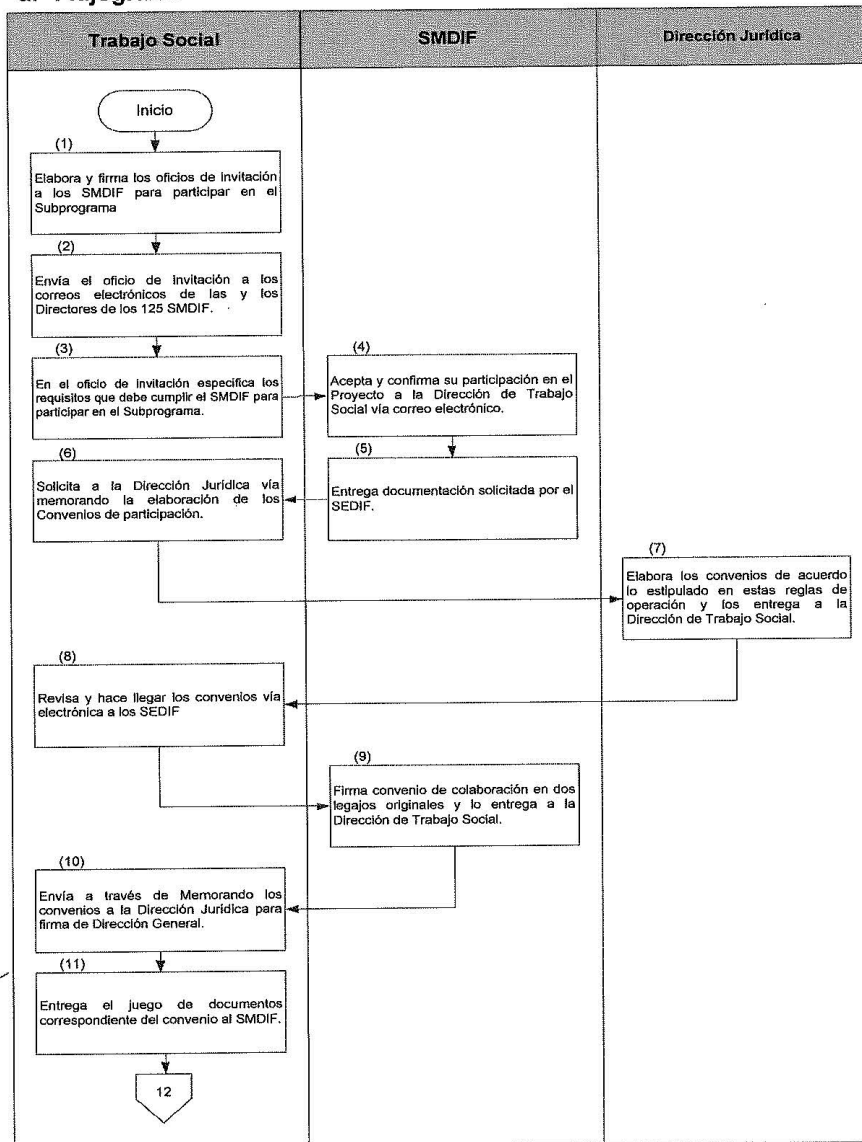 Trabajo Social
SMDIF
Dirección Jurídica
Inicio
(1)
Elabora y firma los oficios de invitación
a los SMDIF para participar en el
Subprograma
(2)
Envía el oficio de invitación a los
correos electrónicos de las y los
Directores de los 125 SMDIF.
(3)
En el oficio de invitación especifica los
requisitos que debe cumplir el SMDIF para
participar en el Subprograma.
(4)
Acepta y confirma su participación en el
Proyecto a la Dirección de Trabajo
Social vía correo electrónico.
(5)
Entrega documentación solicitada por el
SEDIF.
(6)
Solicita a la Dirección Jurídica vía
memorando la elaboración de los
Convenios de participación.
(7)
Elabora los convenios de acuerdo
lo estipulado en estas reglas de
operación y los entrega a la
Dirección de Trabajo Social.
(8)
Revisa y hace llegar los convenios vía
electrónica a los SEDIF
(9)
Firma convenio de colaboración en dos
legajos originales y lo entrega a la
Dirección de Trabajo Social.
(10)
Envía a través de Memorando los
convenios a la Dirección Jurídica para
firma de Dirección General.
(11)
Entrega el juego de documentos
correspondiente del convenio al SMDIF.
12